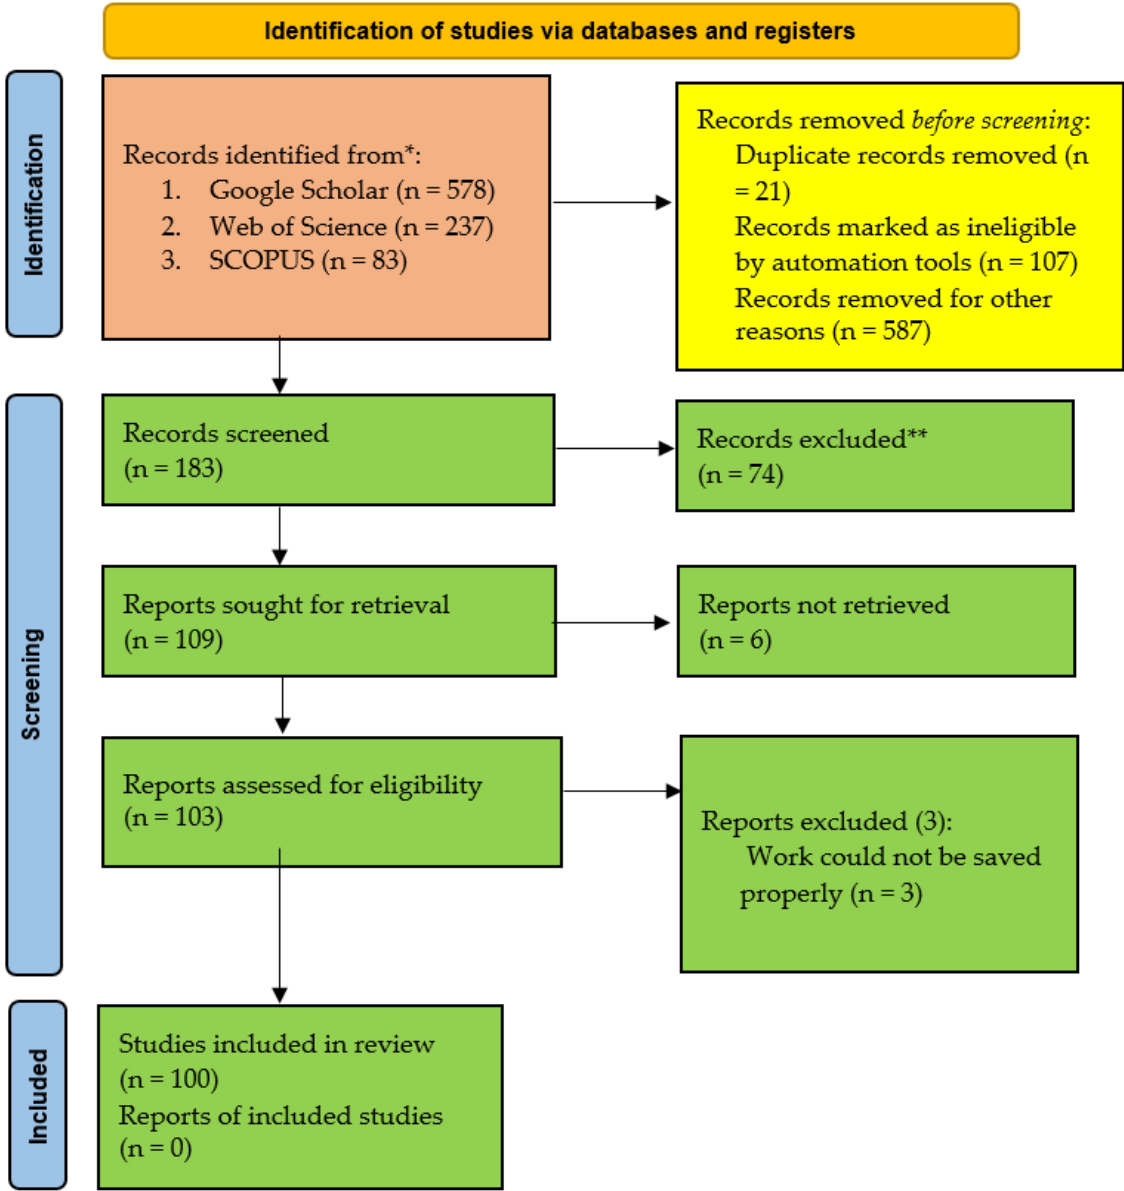 Identification of studies via databases and registers
Identification
Records identified from*:
1. Google Scholar (n = 578)
2. Web of Science (n = 237)
3. SCOPUS (n = 83)
Records removed before screening:
Duplicate records removed (n
= 21)
Records marked as ineligible
by automation tools (n = 107)
Records removed for other
reasons (n = 587)
Screening
Records screened
(n = 183)
Records excluded**
(n = 74)
Reports sought for retrieval
(n = 109)
Reports not retrieved
(n = 6)
Reports assessed for eligibility
(n = 103)
Reports excluded (3):
Work could not be saved
properly (n = 3)
Included
Studies included in review
(n = 100)
Reports of included studies
(n = 0)